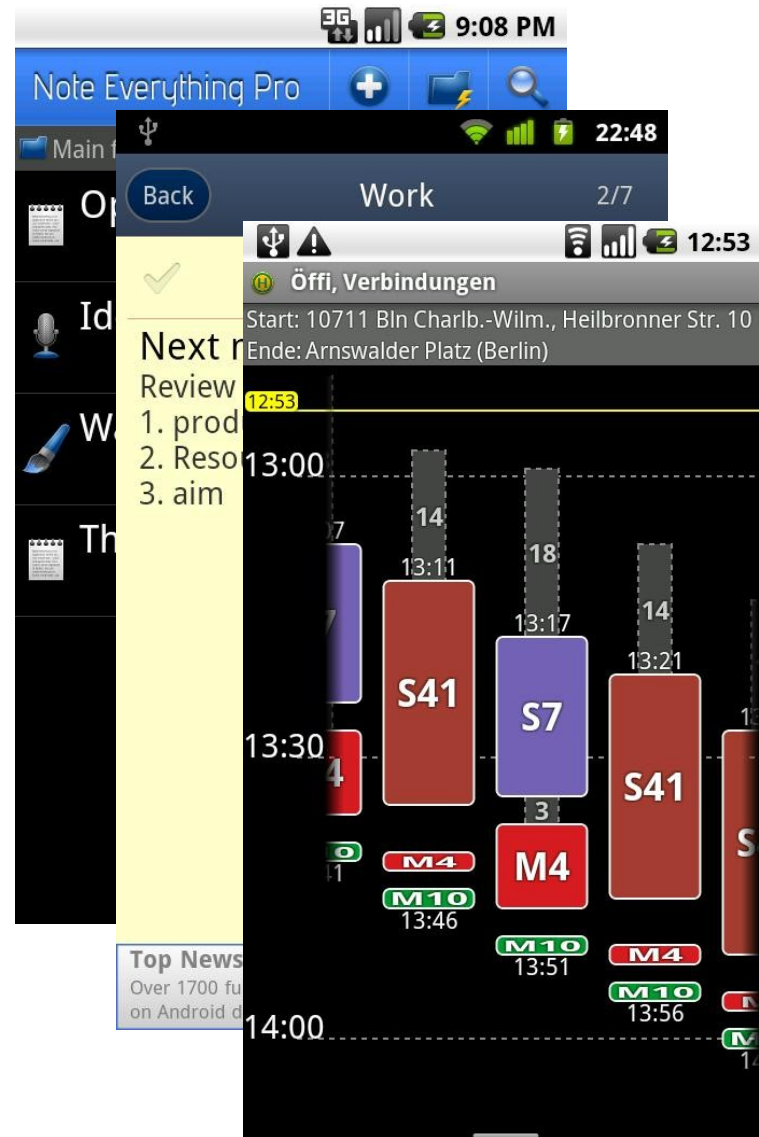 3G 9:08 PM
Note Everything Pro
Main f
Op
Id
Wa
Th
22:48
Back Work 2/7
Next
Review
1. prod
2. Reso
3. aim
Top News
Over 1700 fu
on Android d
12:53
Öffi, Verbindungen
Start: 10711 Bln Charlb.-Wilm., Heilbronner Str. 10
Ende: Arnswalder Platz (Berlin)
12:53
13:00
14
18
13:11
14
13:17
13:21
S41
S7
13:30
S41
3
M4
M4
M10
13:46
M10
13:51
M4
M10
13:56
14:00